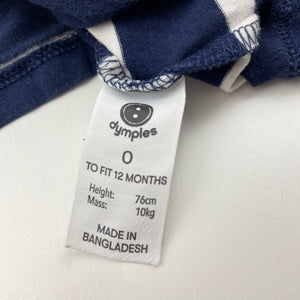 dymples
0
TO FIT 12 MONTHS
Height: 76cm
Mass: 10kg
MADE IN
BANGLADESH